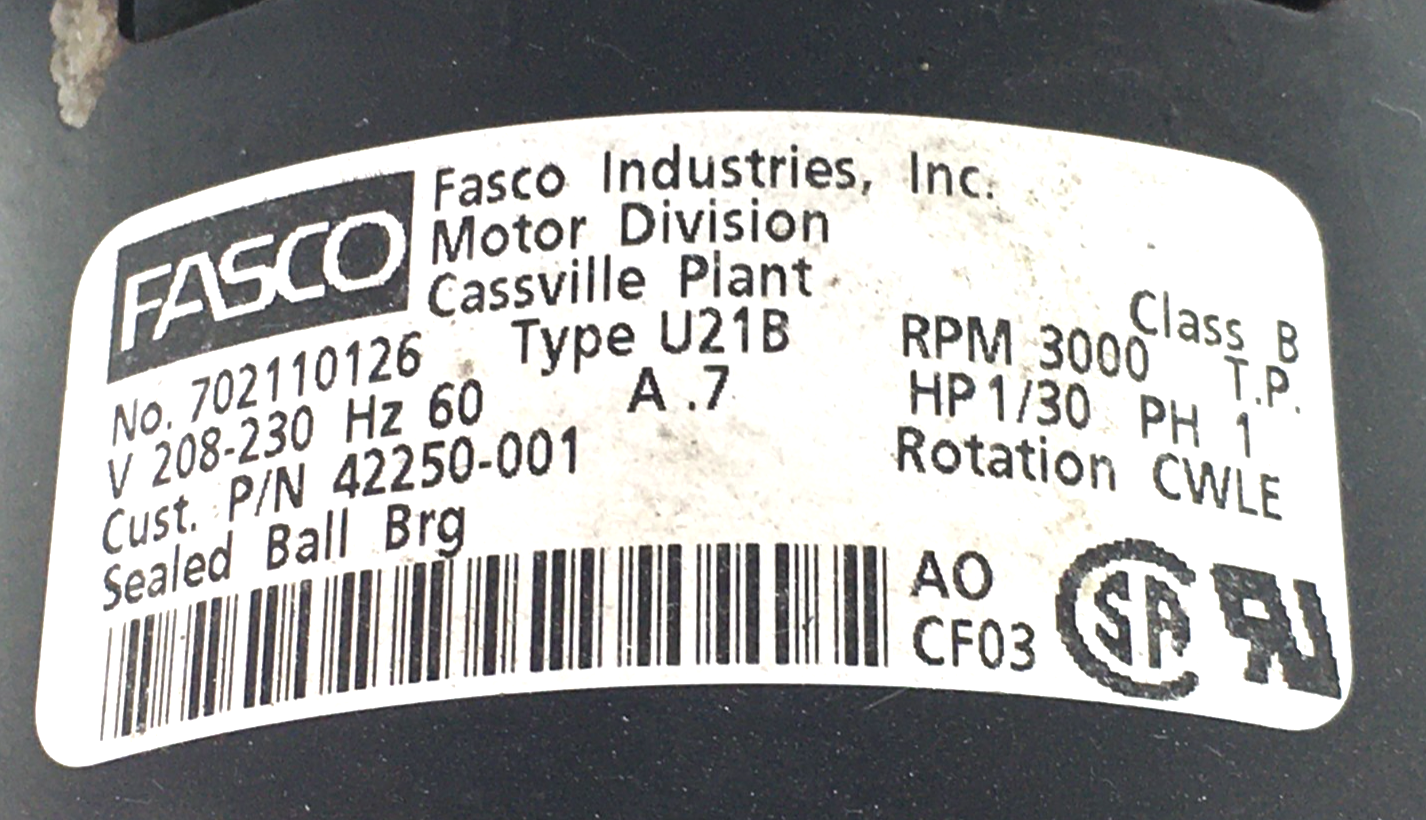 FASCO
Fasco Industries, Inc.
Motor Division
Cassville Plant
No. 702110126 Type U21B RPM 3000 Class B
V 208-230 Hz 60 A .7 HP 1/30 PH 1 T.P.
Cust. P/N 42250-001 Rotation CWLE
Sealed Ball Brg
AO
CF03